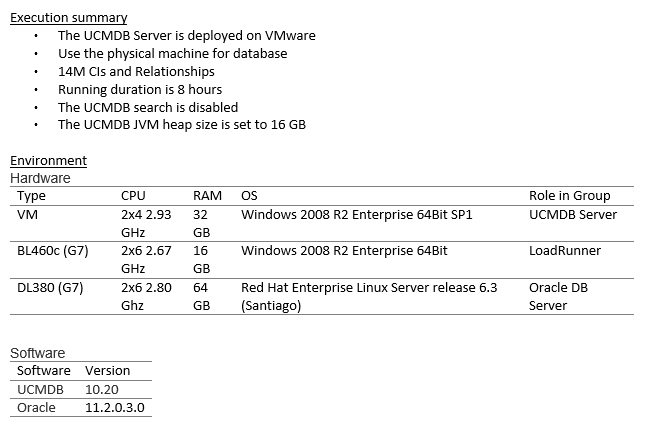 Execution summary
• The UCMDB Server is deployed on VMware
• Use the physical machine for database
• 14M CIs and Relationships
• Running duration is 8 hours
• The UCMDB search is disabled
• The UCMDB JVM heap size is set to 16 GB
Environment
Hardware
Type CPU RAM OS Role in Group
VM 2x4 2.93 32 Windows 2008 R2 Enterprise 64Bit SP1 UCMDB Server
GHz GB
BL460c (G7) 2x6 2.67 16 Windows 2008 R2 Enterprise 64Bit LoadRunner
GHz GB
DL380 (G7) 2x6 2.80 64 Red Hat Enterprise Linux Server release 6.3 Oracle DB
Ghz GB (Santiago) Server
Software
Software Version
UCMDB 10.20
Oracle 11.2.0.3.0